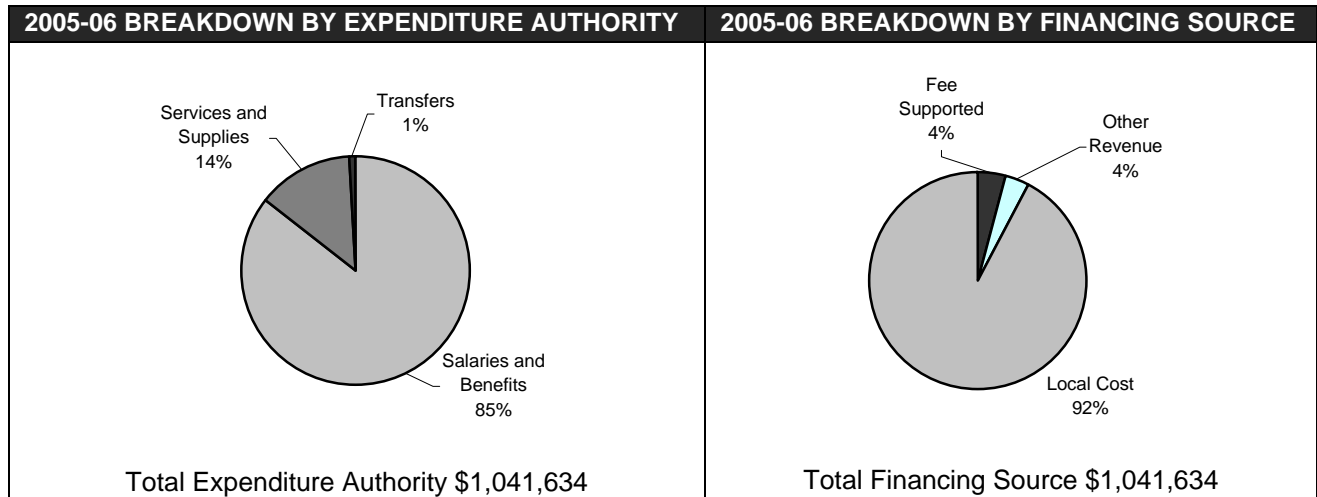 2005-06 BREAKDOWN BY EXPENDITURE AUTHORITY
Services and
Supplies
14%
Transfers
1%
Salaries and
Benefits
85%
Total Expenditure Authority $1,041,634
2005-06 BREAKDOWN BY FINANCING SOURCE
Fee
Supported
4%
Other
Revenue
4%
Local Cost
92%
Total Financing Source $1,041,634